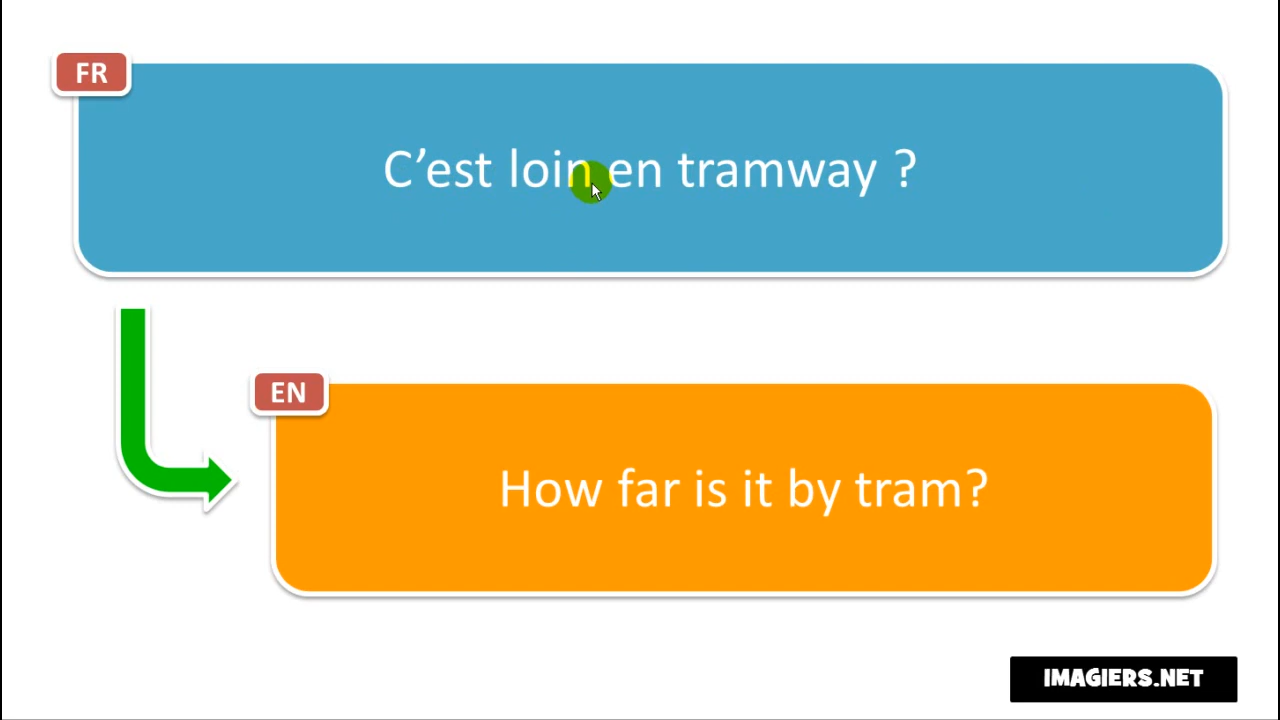 FR
C’est loin en tramway ?
EN
How far is it by tram?
IMAGIERS.NET